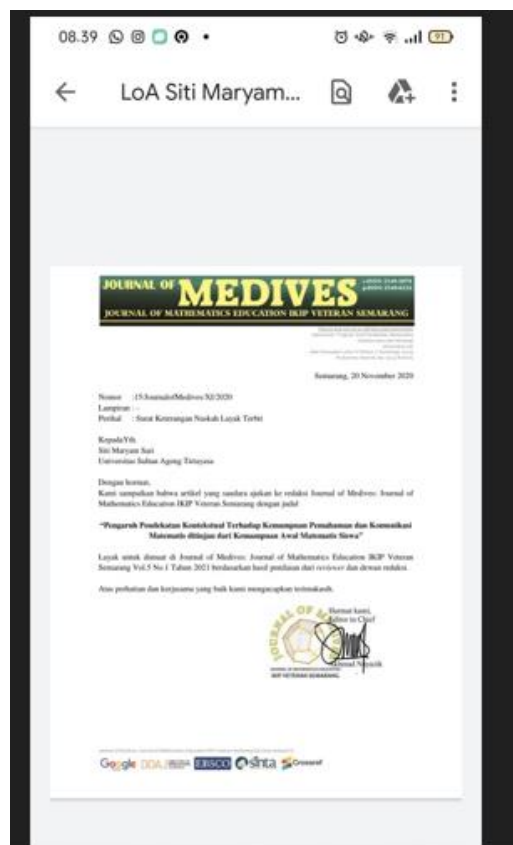 08.39
91
LoA Siti Maryam...
JOURNAL OF MEDIVES
JOURNAL OF MATHEMATICS EDUCATION IKIP VETERAN SEMARANG
Semarang, 20 November 2020
Nomor : 15/JournalofMedives/XI/2020
Lampiran : -
Perihal : Surat Keterangan Naskah Layak Terbit
Kepada Yth.
Siti Maryam Sari
Universitas Sultan Ageng Tirtayasa
Dengan hormat,
Kami sampaikan bahwa artikel yang saudara ajukan ke redaksi Journal of Medives: Journal of
Mathematics Education IKIP Veteran Semarang dengan judul
“Pengaruh Pendekatan Kontekstual Terhadap Kemampuan Pemahaman dan Komunikasi
Matematis ditinjau dari Kemampuan Awal Matematis Siswa”
Layak untuk dimuat di Journal of Medives: Journal of Mathematics Education IKIP Veteran
Semarang Vol.5 No.1 Tahun 2021 berdasarkan hasil penilaian dari reviewer dan dewan redaksi.
Atas perhatian dan kerjasama yang baik kami mengucapkan terimakasih.
Hormat kami,
Editor in Chief
JOURNAL OF
IKIP VETERAN SEMARANG
Google DOAJ EBSCO Sinta Crossref